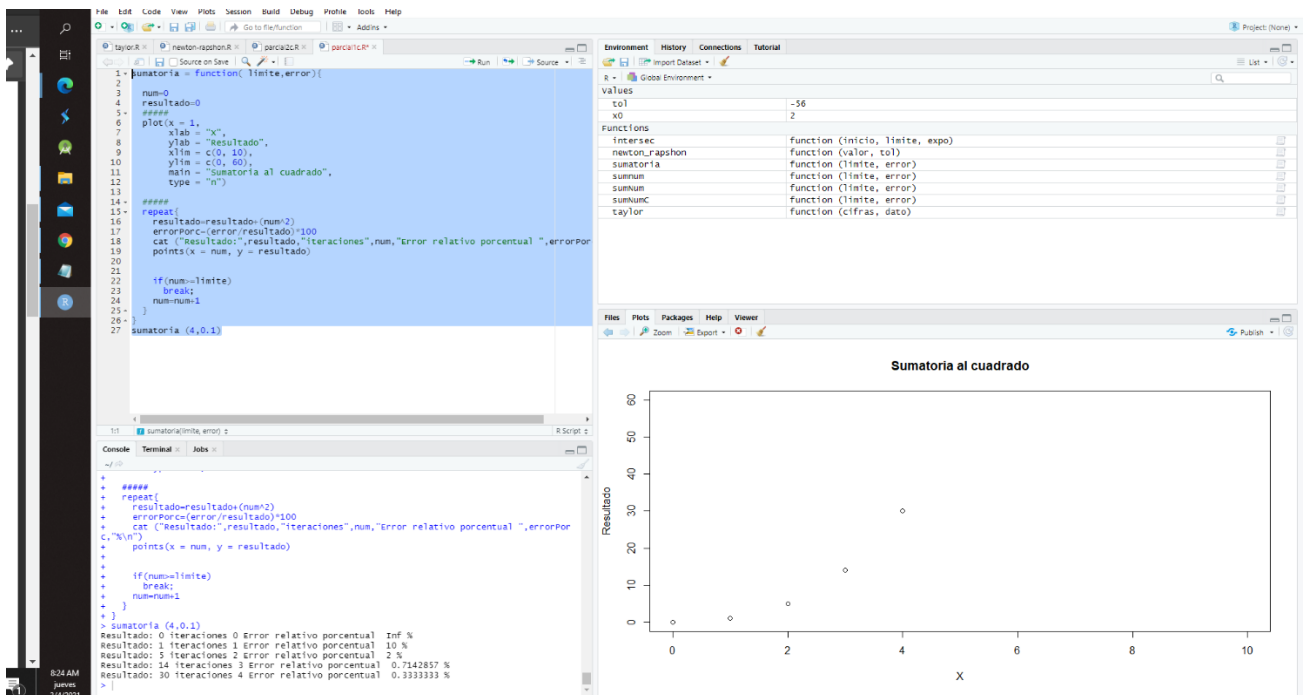 File Edit Code View Plots Session Build Debug Profile Tools Help
Go to file/function Addins
Project: (None)
taylor.R newton-rapshon.R parcial2c.R parcial1c.R*
Source on Save Run Source
1 sumatoria = function( limite,error){
2
3 num=0
4 resultado=0
5 #####
6 plot(x = 1,
7 xlab = "X",
8 ylab = "Resultado",
9 xlim = c(0, 10),
10 ylim = c(0, 60),
11 main = "Sumatoria al cuadrado",
12 type = "n")
13
14 #####
15 repeat{
16 resultado=resultado+(num^2)
17 errorPorc=(error/resultado)*100
18 cat ("Resultado:",resultado,"iteraciones",num,"Error relativo porcentual ",errorPor
19 points(x = num, y = resultado)
20
21
22 if(num>=limite)
23 break;
24 num=num+1
25 }
26 }
27 sumatoria (4,0.1)
1:1 sumatoria(limite, error) R Script
Console Terminal Jobs
~/
+
+ #####
+ repeat{
+ resultado=resultado+(num^2)
+ errorPorc=(error/resultado)*100
+ cat ("Resultado:",resultado,"iteraciones",num,"Error relativo porcentual ",errorPor
c,"%\n")
+ points(x = num, y = resultado)
+
+
+ if(num>=limite)
+ break;
+ num=num+1
+ }
+ }
> sumatoria (4,0.1)
Resultado: 0 iteraciones 0 Error relativo porcentual Inf %
Resultado: 1 iteraciones 1 Error relativo porcentual 10 %
Resultado: 5 iteraciones 2 Error relativo porcentual 2 %
Resultado: 14 iteraciones 3 Error relativo porcentual 0.7142857 %
Resultado: 30 iteraciones 4 Error relativo porcentual 0.3333333 %
>
Environment History Connections Tutorial
Import Dataset List
R Global Environment
Values
tol -56
x0 2
Functions
intersec function (inicio, limite, expo)
newton_rapshon function (valor, tol)
sumatoria function (limite, error)
sumnum function (limite, error)
sumNum function (limite, error)
sumNumC function (limite, error)
taylor function (cifras, dato)
Files Plots Packages Help Viewer
Zoom Export Publish
Sumatoria al cuadrado
Resultado
60
50
40
30
20
10
0
0 2 4 6 8 10
X
8:24 AM
jueves